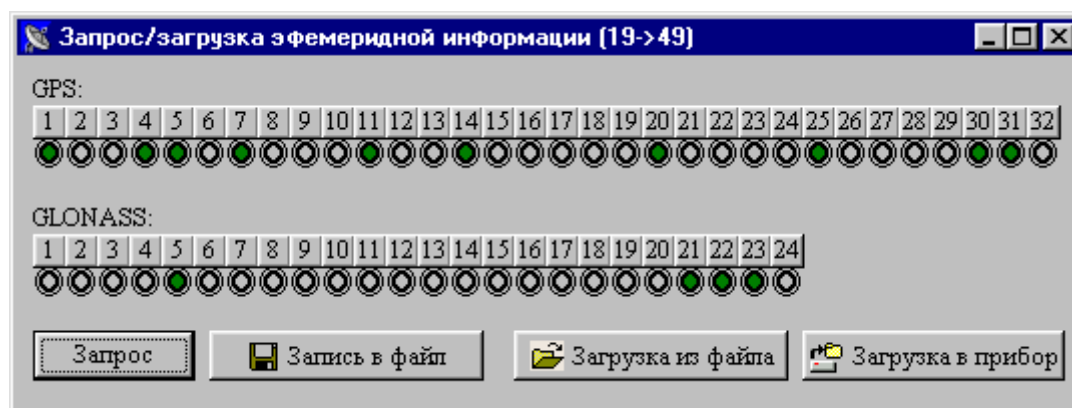 Запрос/загрузка эфемеридной информации (19->49)
GPS:
1 2 3 4 5 6 7 8 9 10 11 12 13 14 15 16 17 18 19 20 21 22 23 24 25 26 27 28 29 30 31 32
GLONASS:
1 2 3 4 5 6 7 8 9 10 11 12 13 14 15 16 17 18 19 20 21 22 23 24
Запрос Запись в файл Загрузка из файла Загрузка в прибор